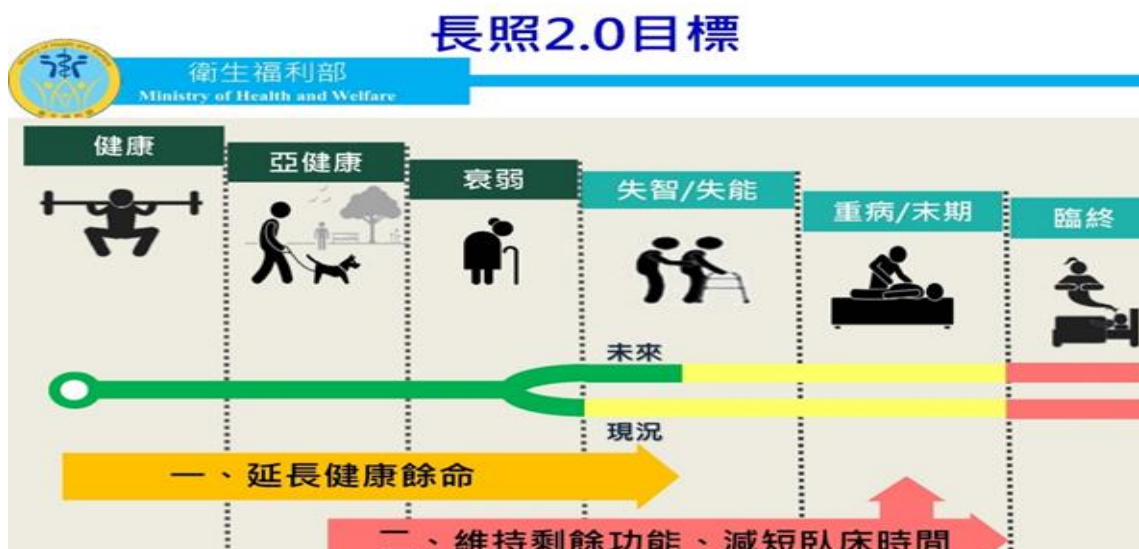 長照2.0目標
衛生福利部
Ministry of Health and Welfare
健康
亞健康
衰弱
失智/失能
重病/末期
臨終
未來
現況
一、延長健康餘命
二、維持剩餘功能、減短臥床時間